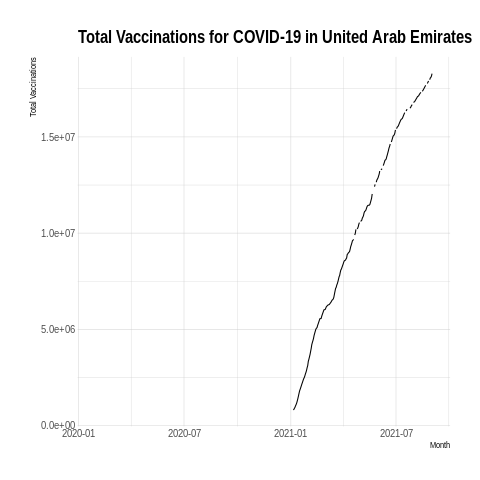 Total Vaccinations for COVID-19 in United Arab Emirates
Total Vaccinations
1.5e+07
1.0e+07
5.0e+06
0.0e+00
2020-01 2020-07 2021-01 2021-07
Month